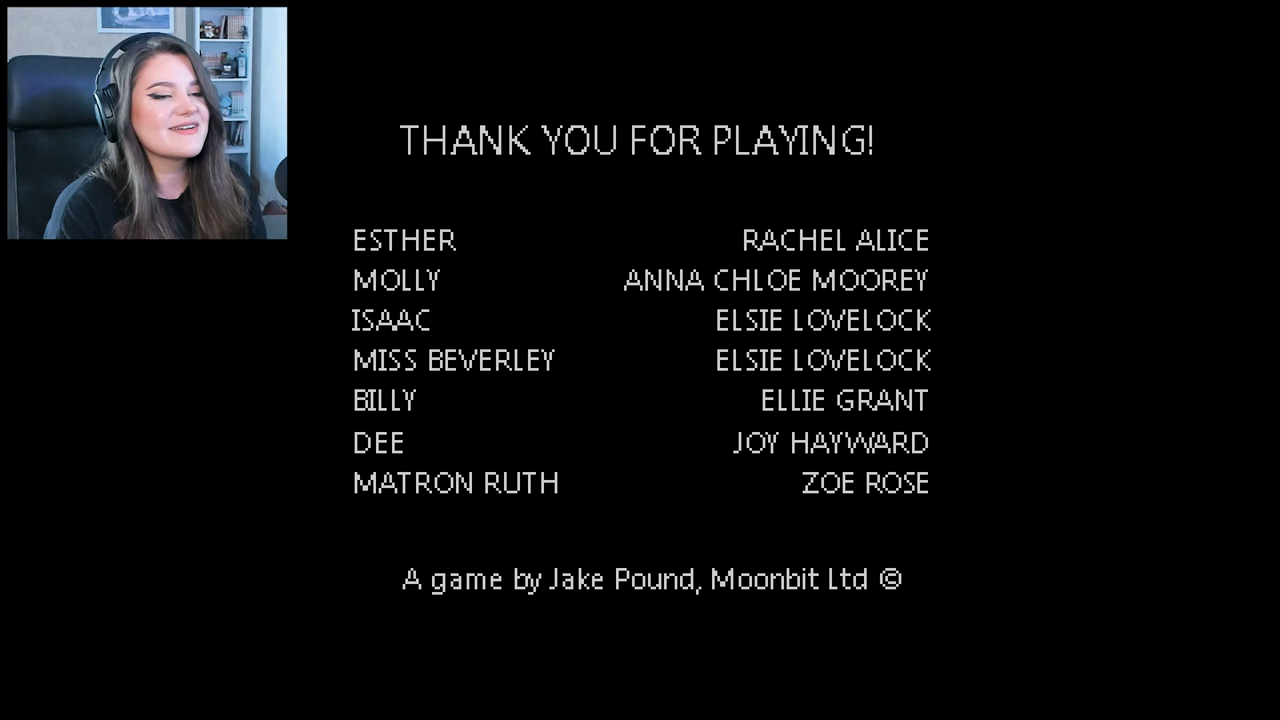 THANK YOU FOR PLAYING!
ESTHER RACHEL ALICE
MOLLY ANNA CHLOE MOOREY
ISAAC ELSIE LOVELOCK
MISS BEVERLEY ELSIE LOVELOCK
BILLY ELLIE GRANT
DEE JOY HAYWARD
MATRON RUTH ZOE ROSE
A game by Jake Pound, Moonbit Ltd ©